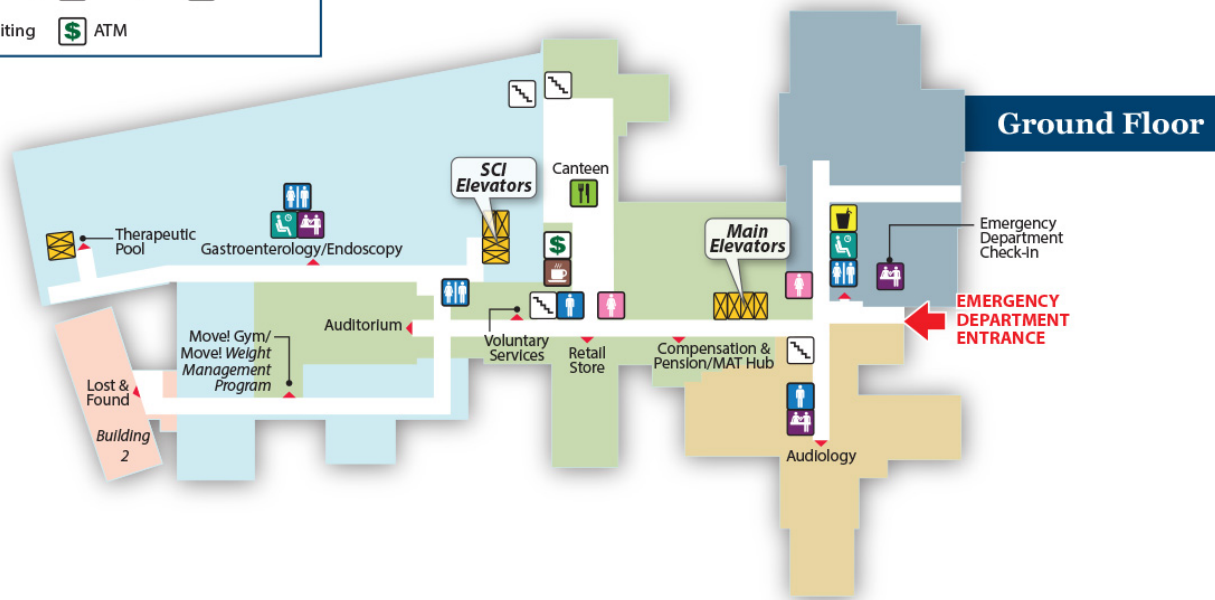 $ ATM
Ground Floor
Canteen
SCI
Elevators
Therapeutic
Pool
Gastroenterology/Endoscopy
$
Main
Elevators
Emergency
Department
Check-In
EMERGENCY
DEPARTMENT
ENTRANCE
Auditorium
Voluntary
Services
Retail
Store
Compensation &
Pension/MAT Hub
Move! Gym/
Move! Weight
Management
Program
Lost &
Found
Building
2
Audiology